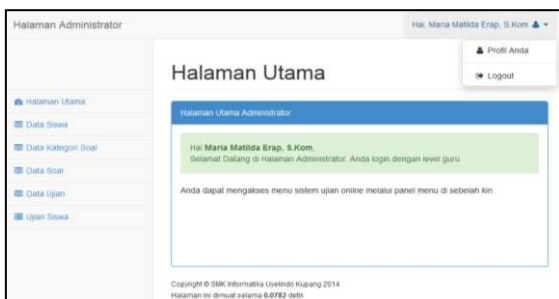 Halaman Administrator
Hai, Maria Matilda Erap, S.Kom
Profil Anda
Logout
Halaman Utama
Halaman Utama
Data Siswa
Data Kategori Soal
Data Soal
Data Ujian
Ujian Siswa
Halaman Utama Administrator
Hai Maria Matilda Erap, S.Kom.
Selamat Datang di Halaman Administrator. Anda login dengan level guru
Anda dapat mengakses menu sistem ujian online melalui panel menu di sebelah kiri
Copyright © SMK Informatika Uyelindo Kupang 2014
Halaman ini dimuat selama 0.0782 detik